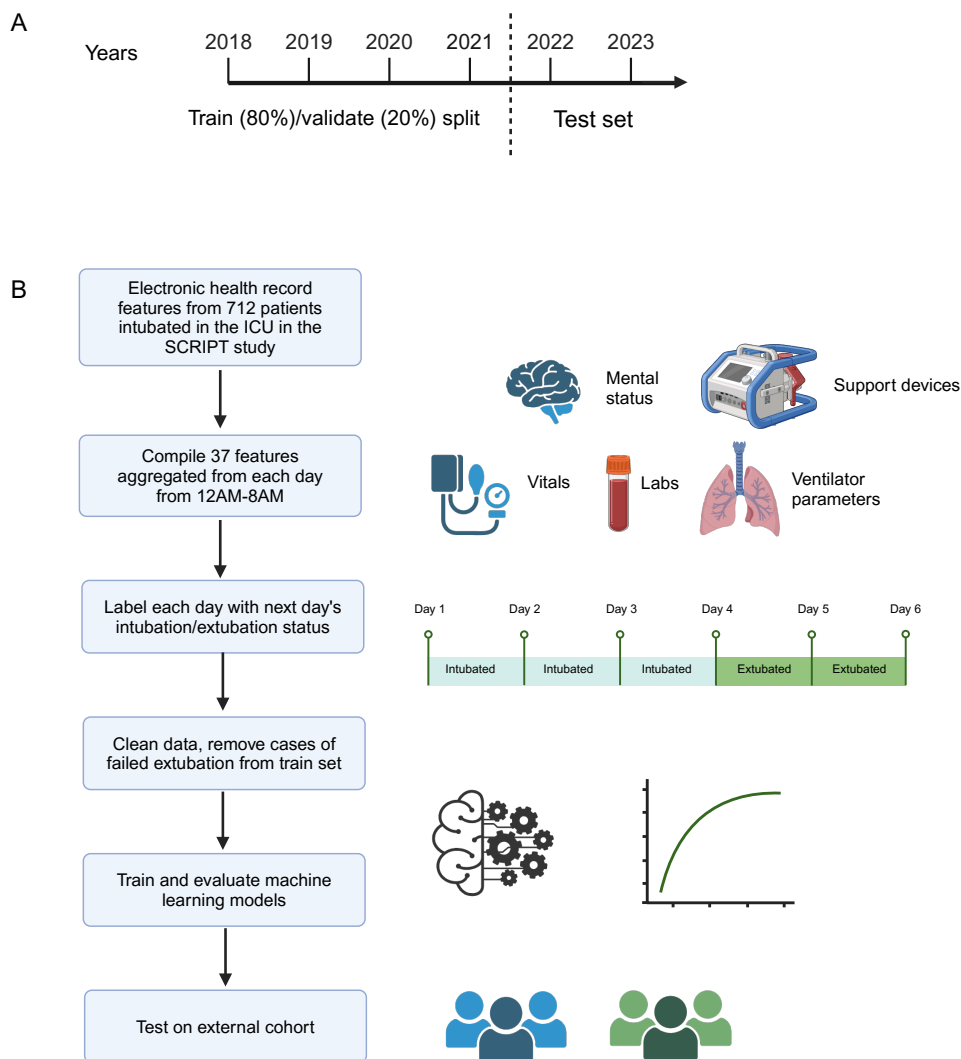 A
Years
2018 2019 2020 2021 2022 2023
Train (80%)/validate (20%) split
Test set
B
Electronic health record
features from 712 patients
intubated in the ICU in the
SCRIPT study
Mental
status
Support devices
Compile 37 features
aggregated from each day
from 12AM-8AM
Vitals
Labs
Ventilator
parameters
Label each day with next day's
intubation/extubation status
Day 1 Day 2 Day 3 Day 4 Day 5 Day 6
Intubated Intubated Intubated Extubated Extubated
Clean data, remove cases of
failed extubation from train set
Train and evaluate machine
learning models
Test on external cohort